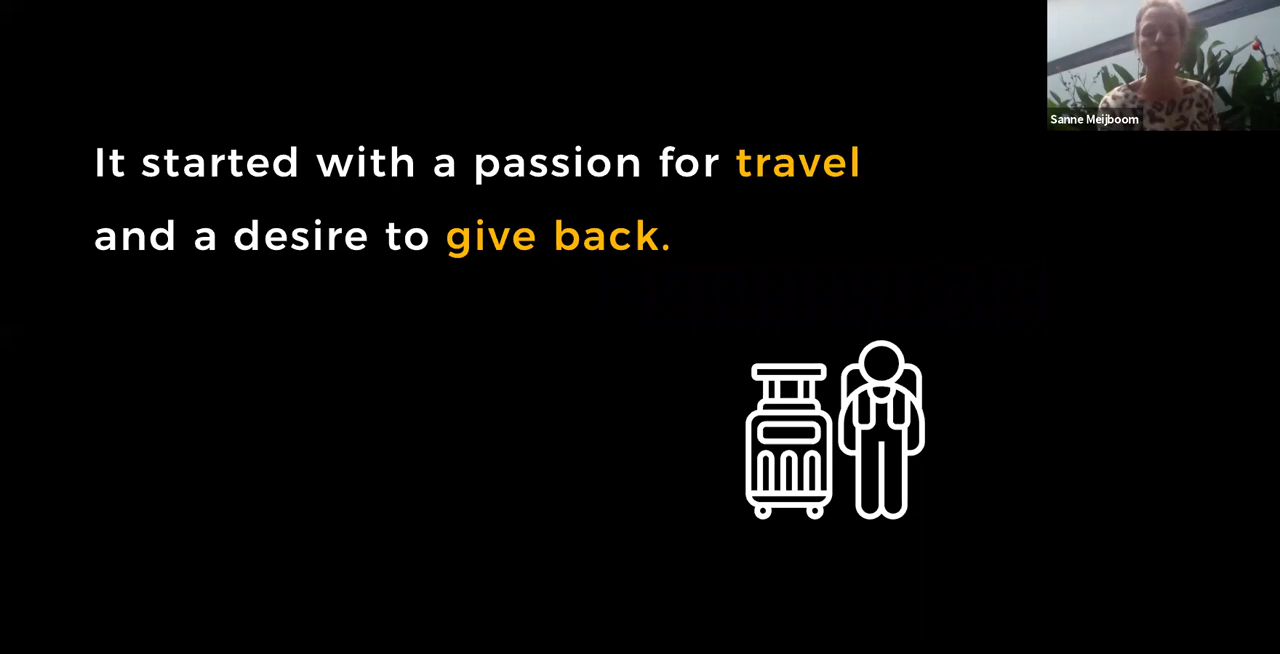 Sanne Meijboom
It started with a passion for travel
and a desire to give back.